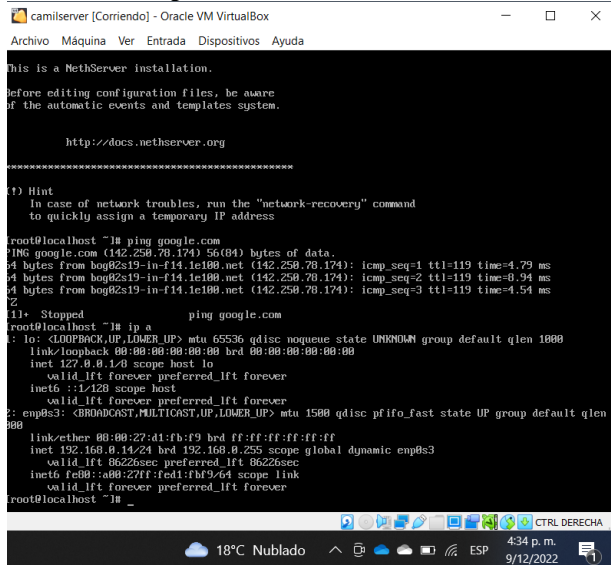 camilserver [Corriendo] - Oracle VM VirtualBox
Archivo Máquina Ver Entrada Dispositivos Ayuda
This is a NethServer installation.
Before editing configuration files, be aware
of the automatic events and templates system.
http://docs.nethserver.org
************************************************
(!) Hint
In case of network troubles, run the "network-recovery" command
to quickly assign a temporary IP address
[root@localhost ~]# ping google.com
PING google.com (142.250.78.174) 56(84) bytes of data.
64 bytes from bog02s19-in-f14.1e100.net (142.250.78.174): icmp_seq=1 ttl=119 time=4.79 ms
64 bytes from bog02s19-in-f14.1e100.net (142.250.78.174): icmp_seq=2 ttl=119 time=8.94 ms
64 bytes from bog02s19-in-f14.1e100.net (142.250.78.174): icmp_seq=3 ttl=119 time=4.54 ms
^Z
[1]+ Stopped ping google.com
[root@localhost ~]# ip a
1: lo: <LOOPBACK,UP,LOWER_UP> mtu 65536 qdisc noqueue state UNKNOWN group default qlen 1000
link/loopback 00:00:00:00:00:00 brd 00:00:00:00:00:00
inet 127.0.0.1/8 scope host lo
valid_lft forever preferred_lft forever
inet6 ::1/128 scope host
valid_lft forever preferred_lft forever
2: enp0s3: <BROADCAST,MULTICAST,UP,LOWER_UP> mtu 1500 qdisc pfifo_fast state UP group default qlen
000
link/ether 08:00:27:d1:fb:f9 brd ff:ff:ff:ff:ff:ff
inet 192.168.0.14/24 brd 192.168.0.255 scope global dynamic enp0s3
valid_lft 86226sec preferred_lft 86226sec
inet6 fe80::a00:27ff:fed1:fbf9/64 scope link
valid_lft forever preferred_lft forever
[root@localhost ~]# _
CTRL DERECHA
18°C Nublado ESP 4:34 p. m.
9/12/2022
1